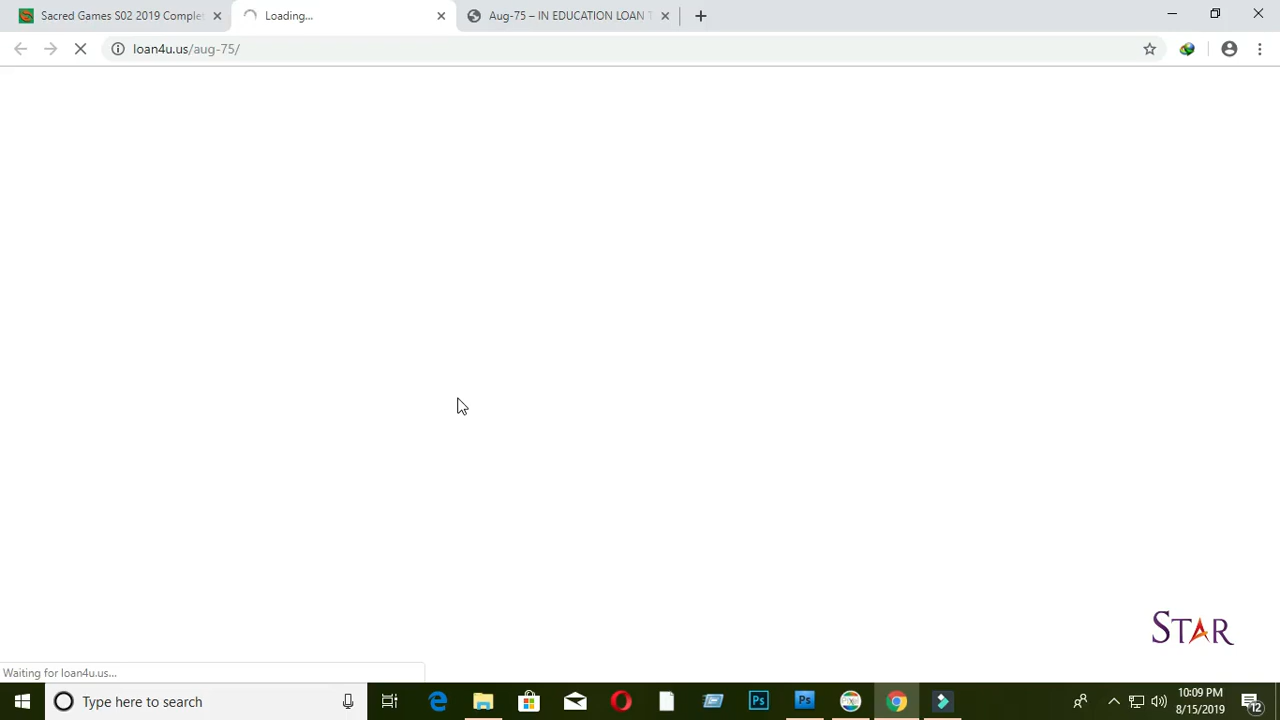 Sacred Games S02 2019 Comple
Loading...
Aug-75 – IN EDUCATION LOAN T
loan4u.us/aug-75/
STAR
Waiting for loan4u.us...
Type here to search
10:09 PM
8/15/2019
12